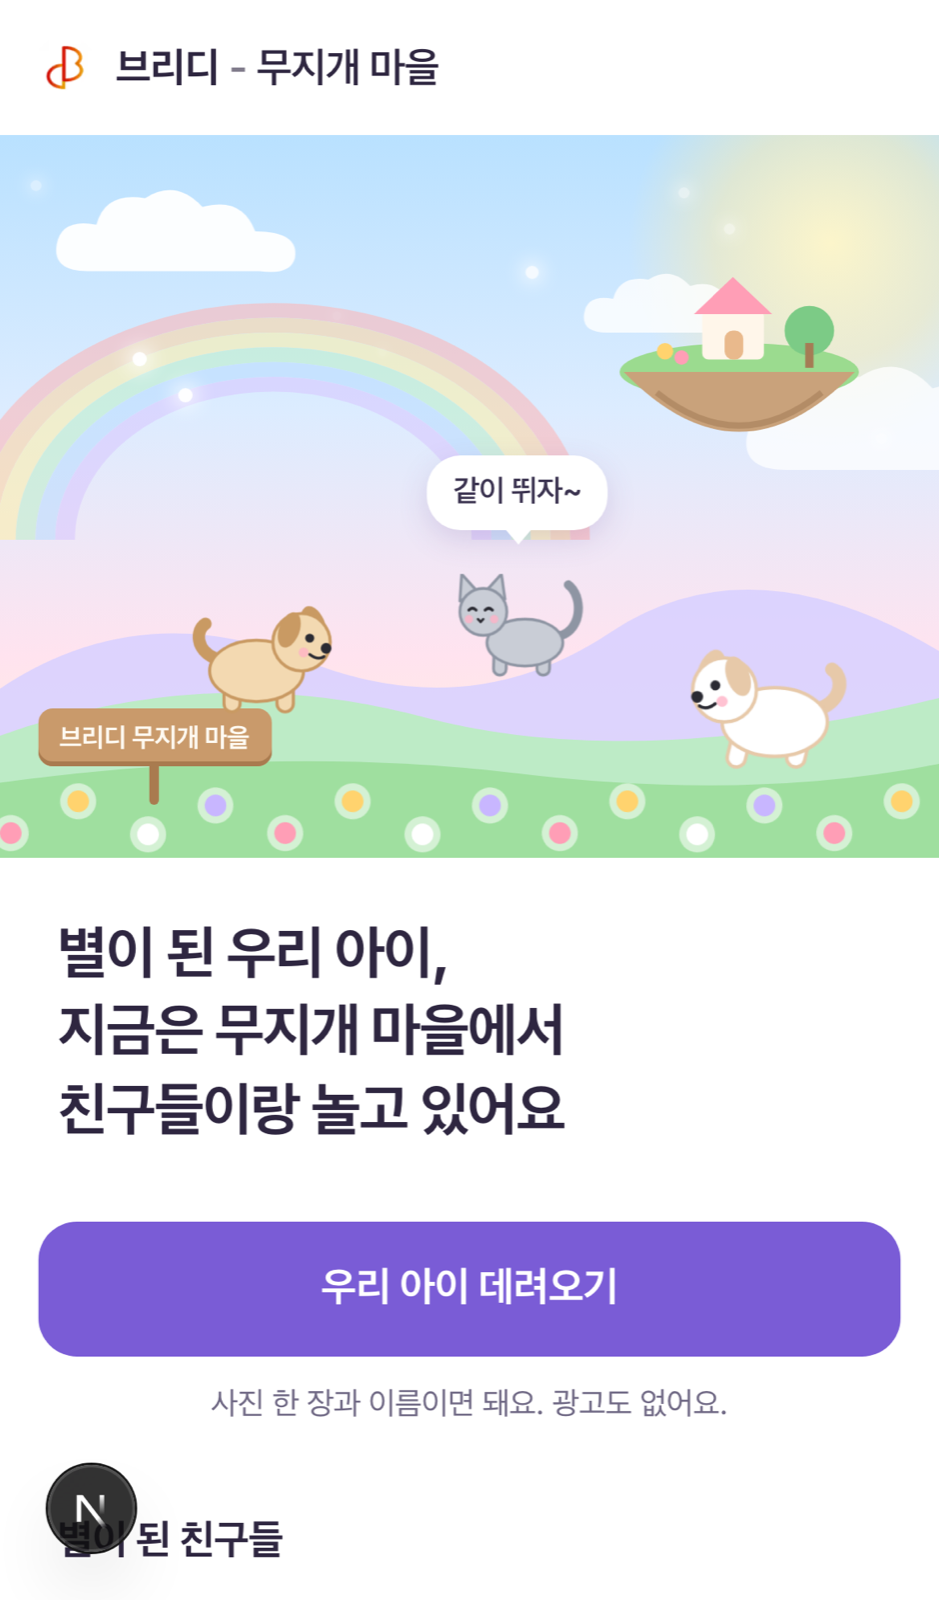 브리디 - 무지개 마을
같이 뛰자~
브리디 무지개 마을
별이 된 우리 아이,
지금은 무지개 마을에서
친구들이랑 놀고 있어요
우리 아이 데려오기
사진 한 장과 이름이면 돼요. 광고도 없어요.
N
별이 된 친구들